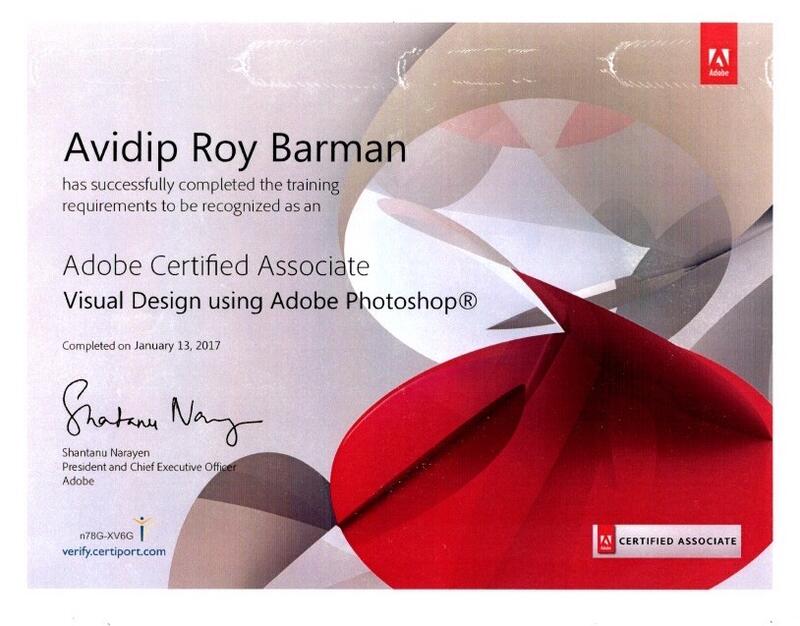 Adobe
Avidip Roy Barman
has successfully completed the training
requirements to be recognized as an
Adobe Certified Associate
Visual Design using Adobe Photoshop®
Completed on January 13, 2017
Shantanu Narayen
Shantanu Narayen
President and Chief Executive Officer
Adobe
n78G-XV6G
verify.certiport.com
Adobe
CERTIFIED ASSOCIATE